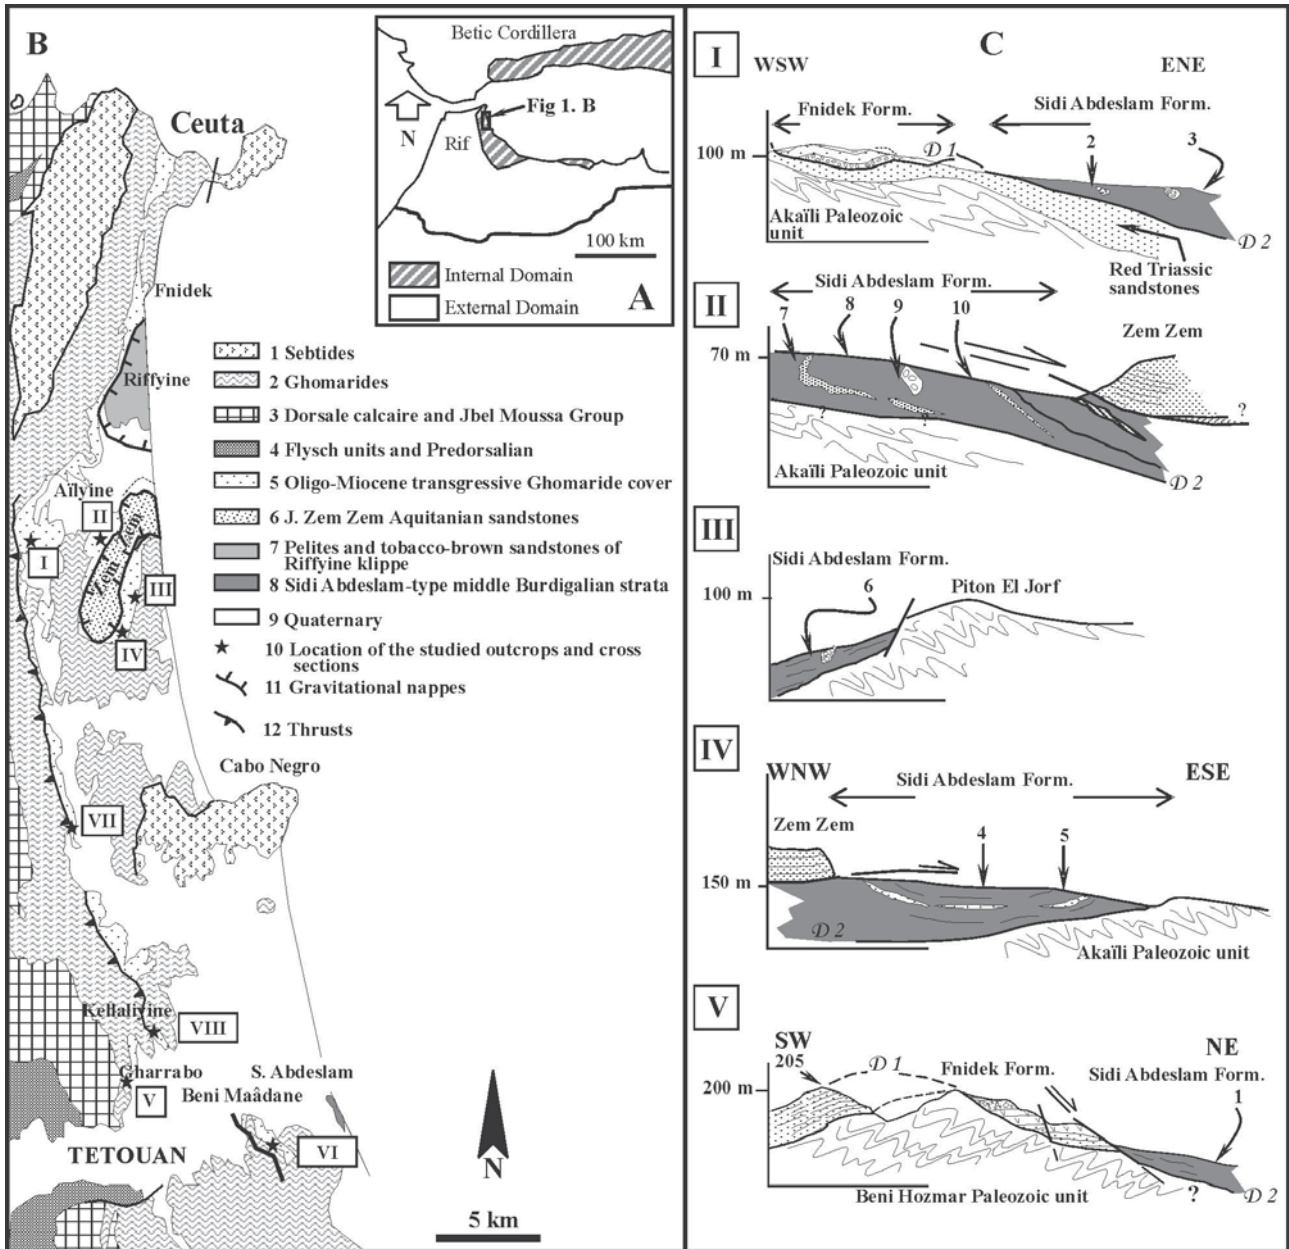 B
Ceuta
Fnidek
Riffyine
Aïlyine
II
I
Zem Zem
III
IV
Cabo Negro
VII
Kellaliyine
VIII
Gharrabo
V
S. Abdeslam
Beni Maâdane
VI
TETOUAN
N
5 km
Betic Cordillera
Fig 1. B
N
Rif
100 km
Internal Domain
External Domain
A
1 Sebtides
2 Ghomarides
3 Dorsale calcaire and Jbel Moussa Group
4 Flysch units and Predorsalian
5 Oligo-Miocene transgressive Ghomaride cover
6 J. Zem Zem Aquitanian sandstones
7 Pelites and tobacco-brown sandstones of
Riffyine klippe
8 Sidi Abdeslam-type middle Burdigalian strata
9 Quaternary
10 Location of the studied outcrops and cross
sections
11 Gravitational nappes
12 Thrusts
C
I
WSW
ENE
Fnidek Form.
Sidi Abdeslam Form.
D 1
2
3
100 m
Akaïli Paleozoic
unit
D 2
Red Triassic
sandstones
II
Sidi Abdeslam Form.
7
8
9
10
Zem Zem
70 m
?
?
?
Akaïli Paleozoic unit
D 2
III
Sidi Abdeslam Form.
6
Piton El Jorf
100 m
IV
WNW
ESE
Sidi Abdeslam Form.
Zem Zem
4
5
150 m
D 2
Akaïli Paleozoic unit
V
SW
NE
205
D 1
Fnidek Form.
Sidi Abdeslam Form.
1
200 m
Beni Hozmar Paleozoic unit
?
D 2